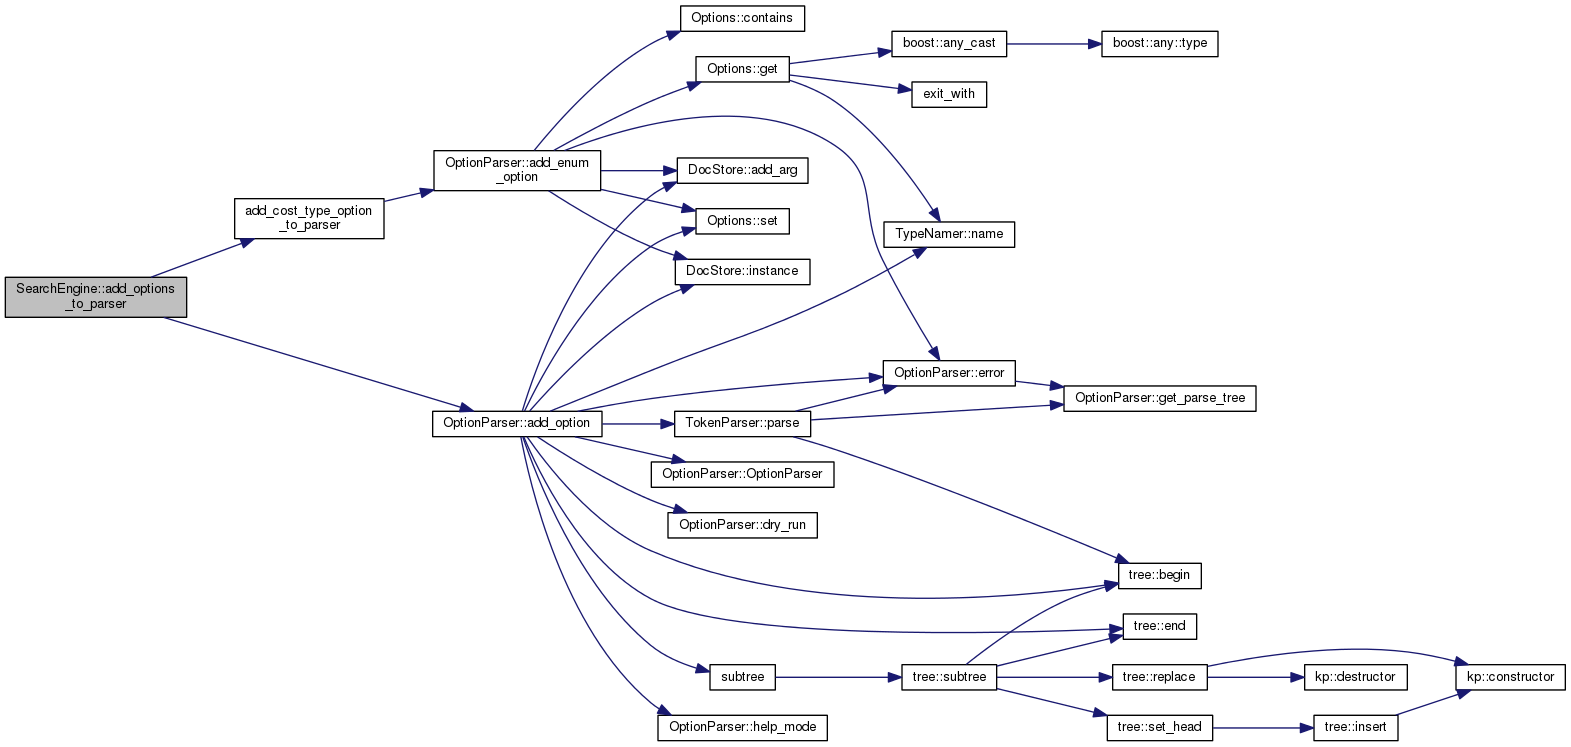 Options::contains
boost::any_cast
boost::any::type
Options::get
exit_with
OptionParser::add_enum
_option
DocStore::add_arg
add_cost_type_option
_to_parser
Options::set
TypeNamer::name
DocStore::instance
SearchEngine::add_options
_to_parser
OptionParser::error
OptionParser::get_parse_tree
OptionParser::add_option
TokenParser::parse
OptionParser::OptionParser
OptionParser::dry_run
tree::begin
tree::end
subtree
tree::subtree
tree::replace
kp::destructor
kp::constructor
OptionParser::help_mode
tree::set_head
tree::insert